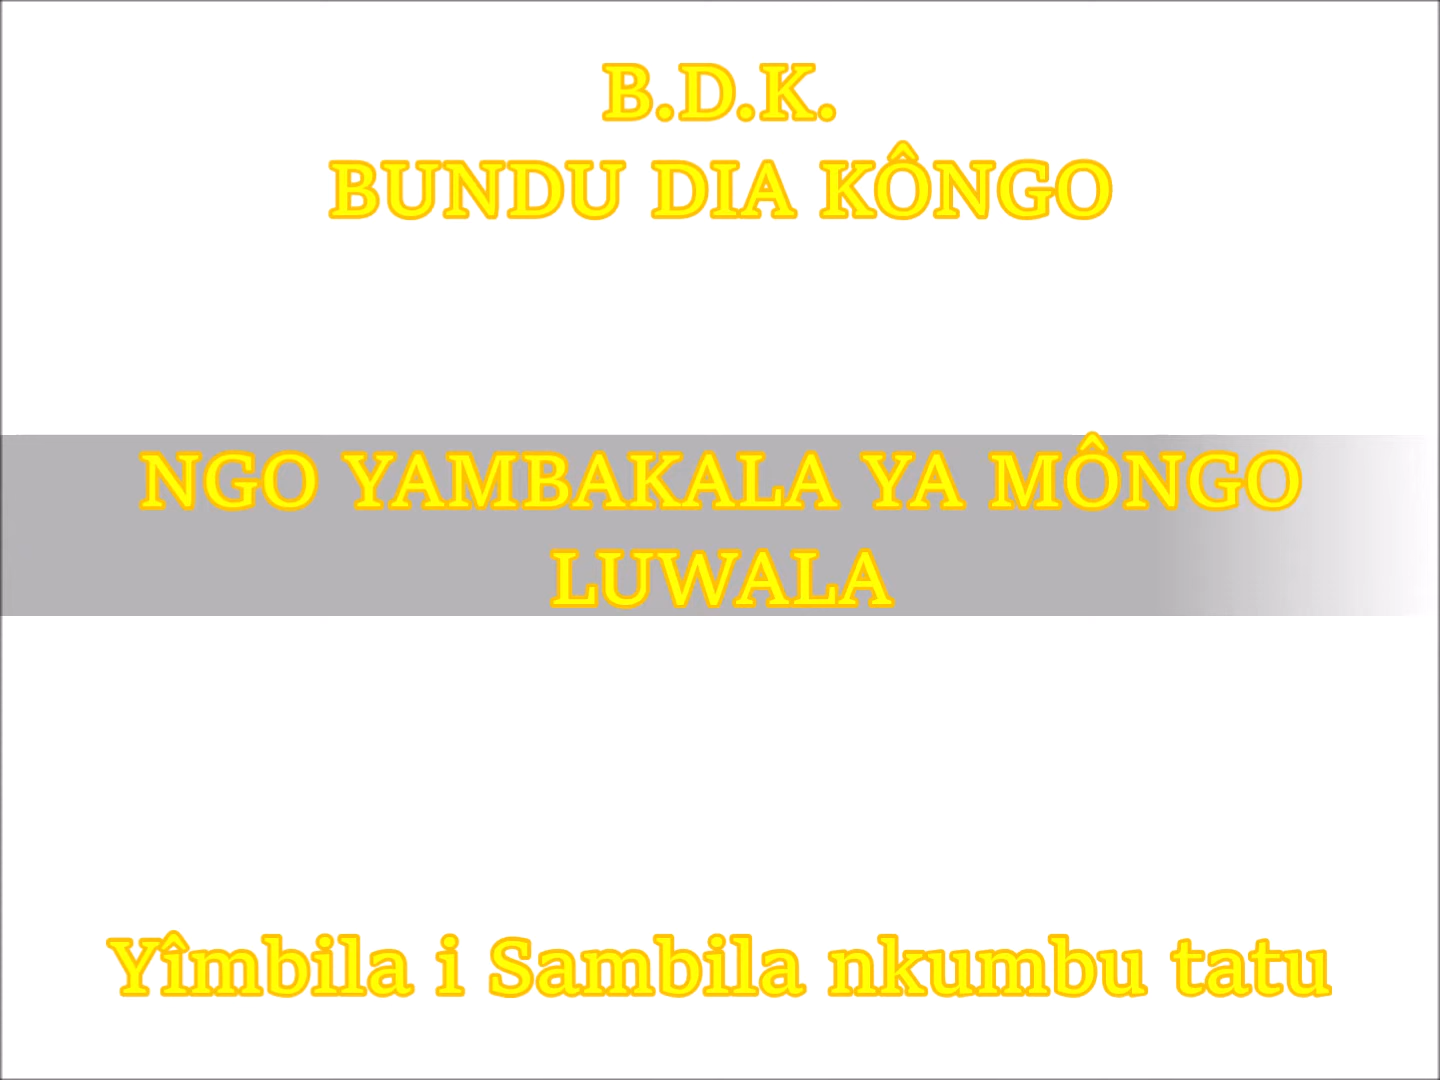 B.D.K.
BUNDU DIA KÔNGO
NGO YAMBAKALA YA MÔNGO
LUWALA
Yîmbila i Sambila nkumbu tatu